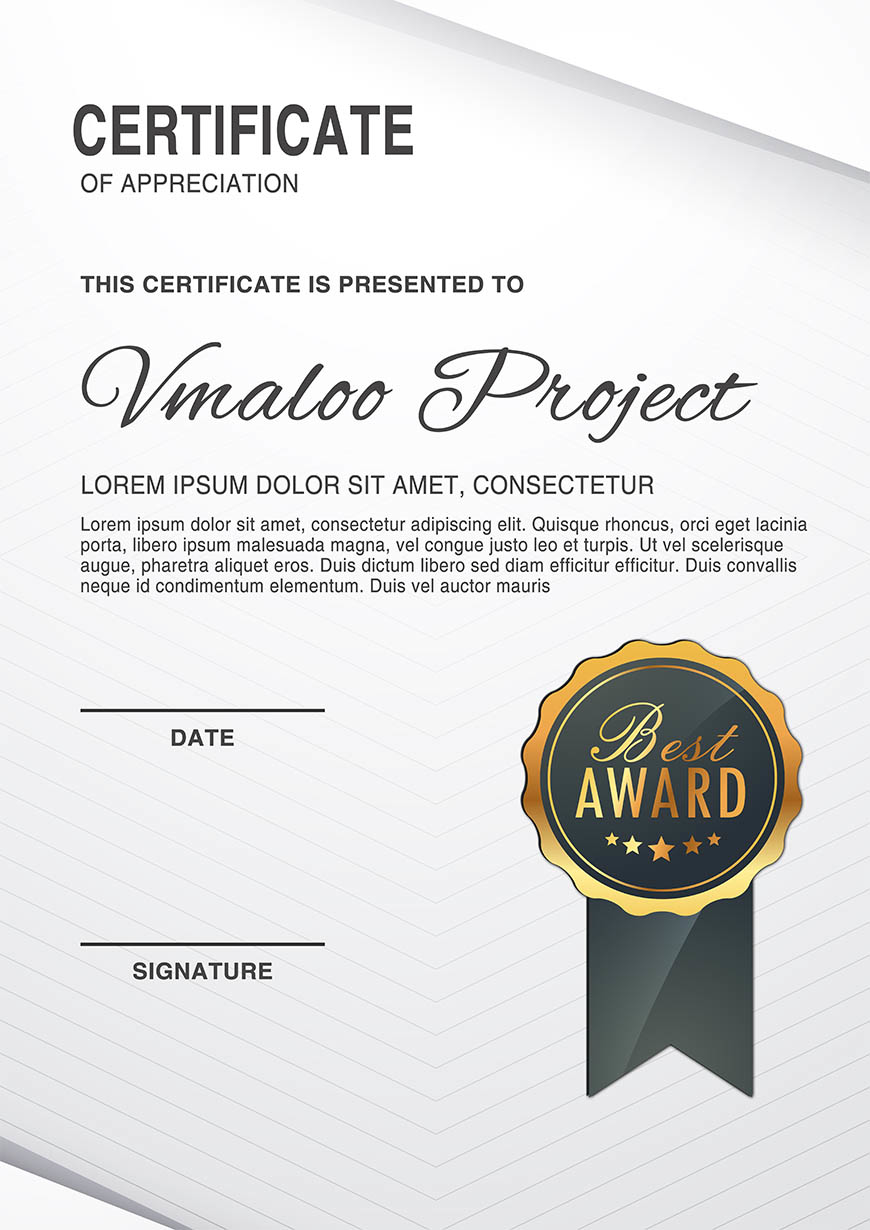 CERTIFICATE
OF APPRECIATION
THIS CERTIFICATE IS PRESENTED TO
Vmaloo Project
LOREM IPSUM DOLOR SIT AMET, CONSECTETUR
Lorem ipsum dolor sit amet, consectetur adipiscing elit. Quisque rhoncus, orci eget lacinia
porta, libero ipsum malesuada magna, vel congue justo leo et turpis. Ut vel scelerisque
augue, pharetra aliquet eros. Duis dictum libero sed diam efficitur efficitur. Duis convallis
neque id condimentum elementum. Duis vel auctor mauris
DATE
Best
AWARD
SIGNATURE